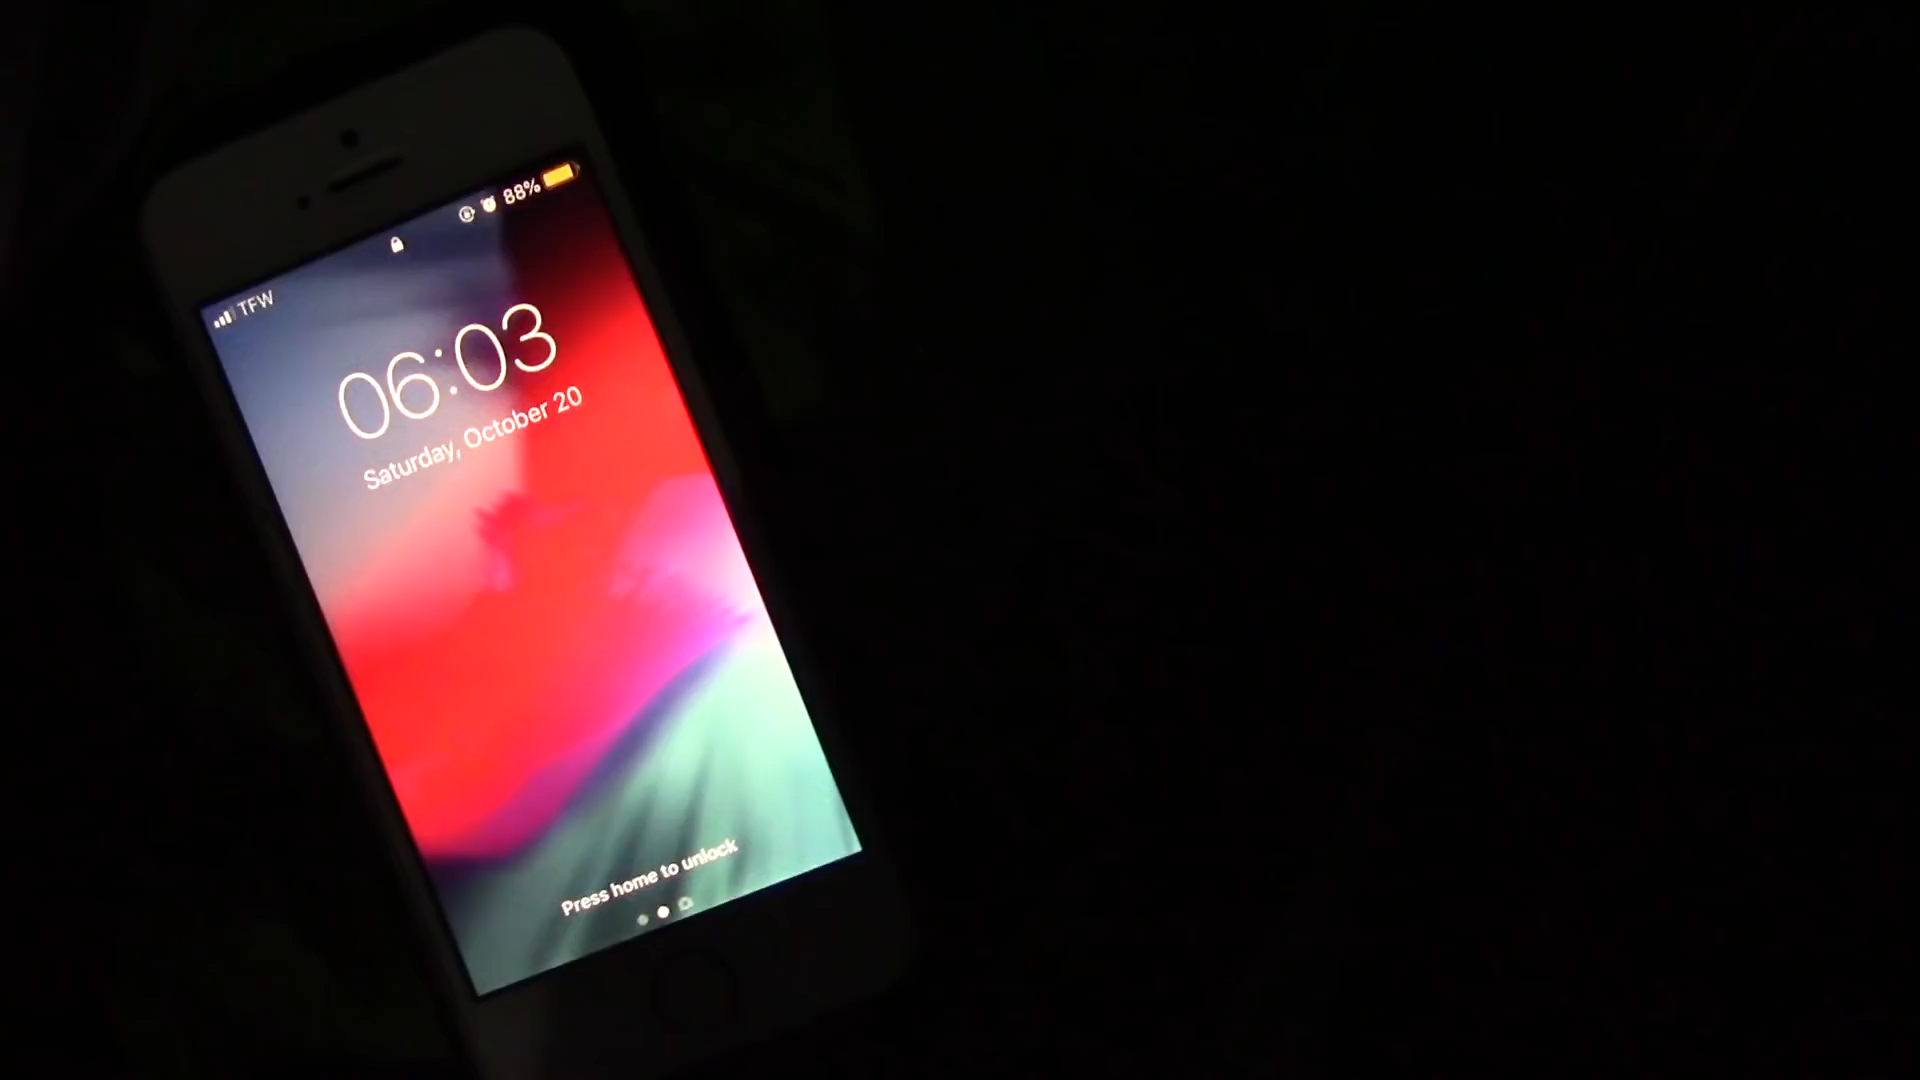 TFW
88%
06:03
Saturday, October 20
Press home to unlock